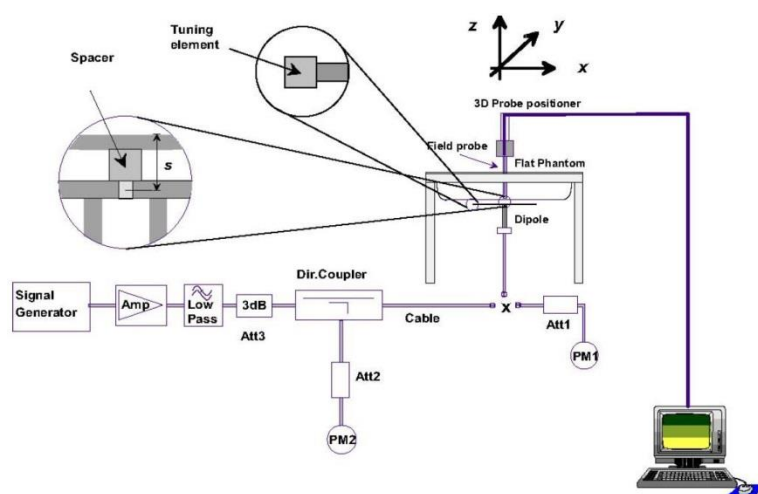 Tuning
element
Spacer
s
z
y
x
3D Probe positioner
Field probe
Flat Phantom
Dipole
Signal
Generator
Amp
Low
Pass
3dB
Att3
Dir.Coupler
Cable
X
Att1
PM1
Att2
PM2